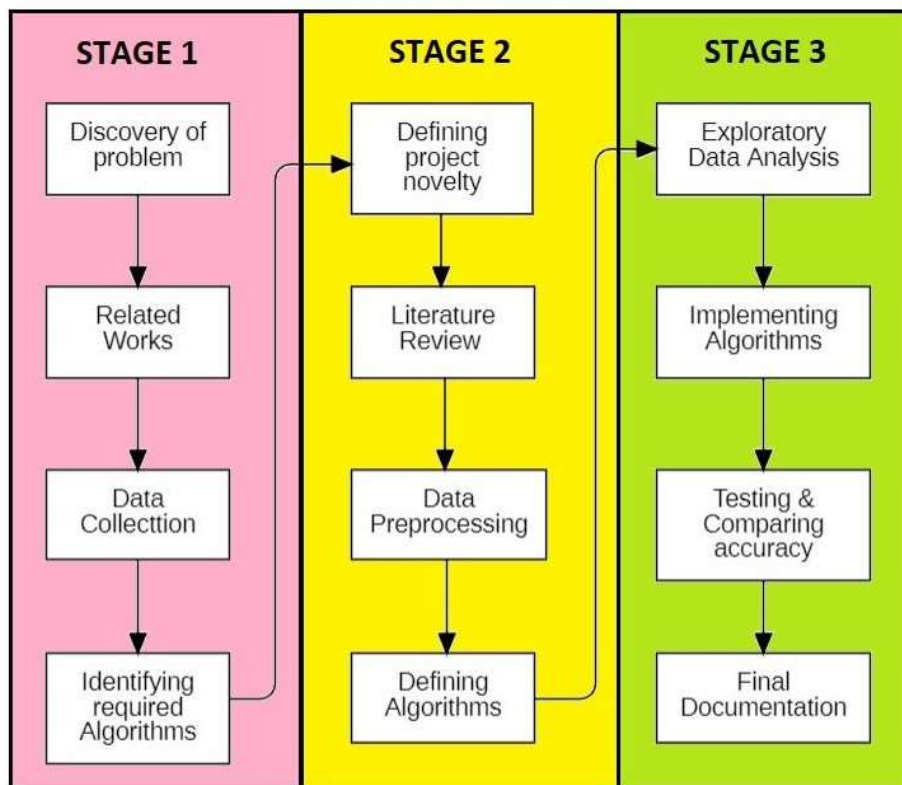 STAGE 1
Discovery of
problem
Related
Works
Data
Collecttion
Identifying
required
Algorithms
STAGE 2
Defining
project
novelty
Literature
Review
Data
Preprocessing
Defining
Algorithms
STAGE 3
Exploratory
Data Analysis
Implementing
Algorithms
Testing &
Comparing
accuracy
Final
Documentation